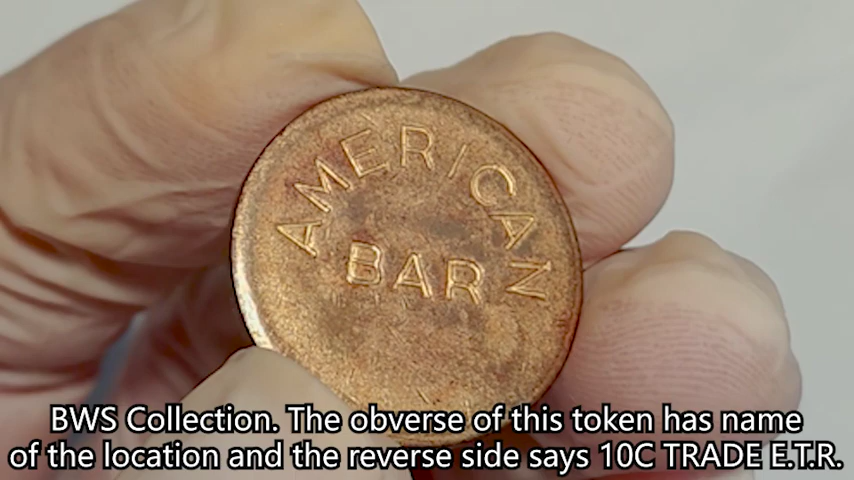 AMERICAN
BAR
BWS Collection. The obverse of this token has name
of the location and the reverse side says 10C TRADE E.T.R.